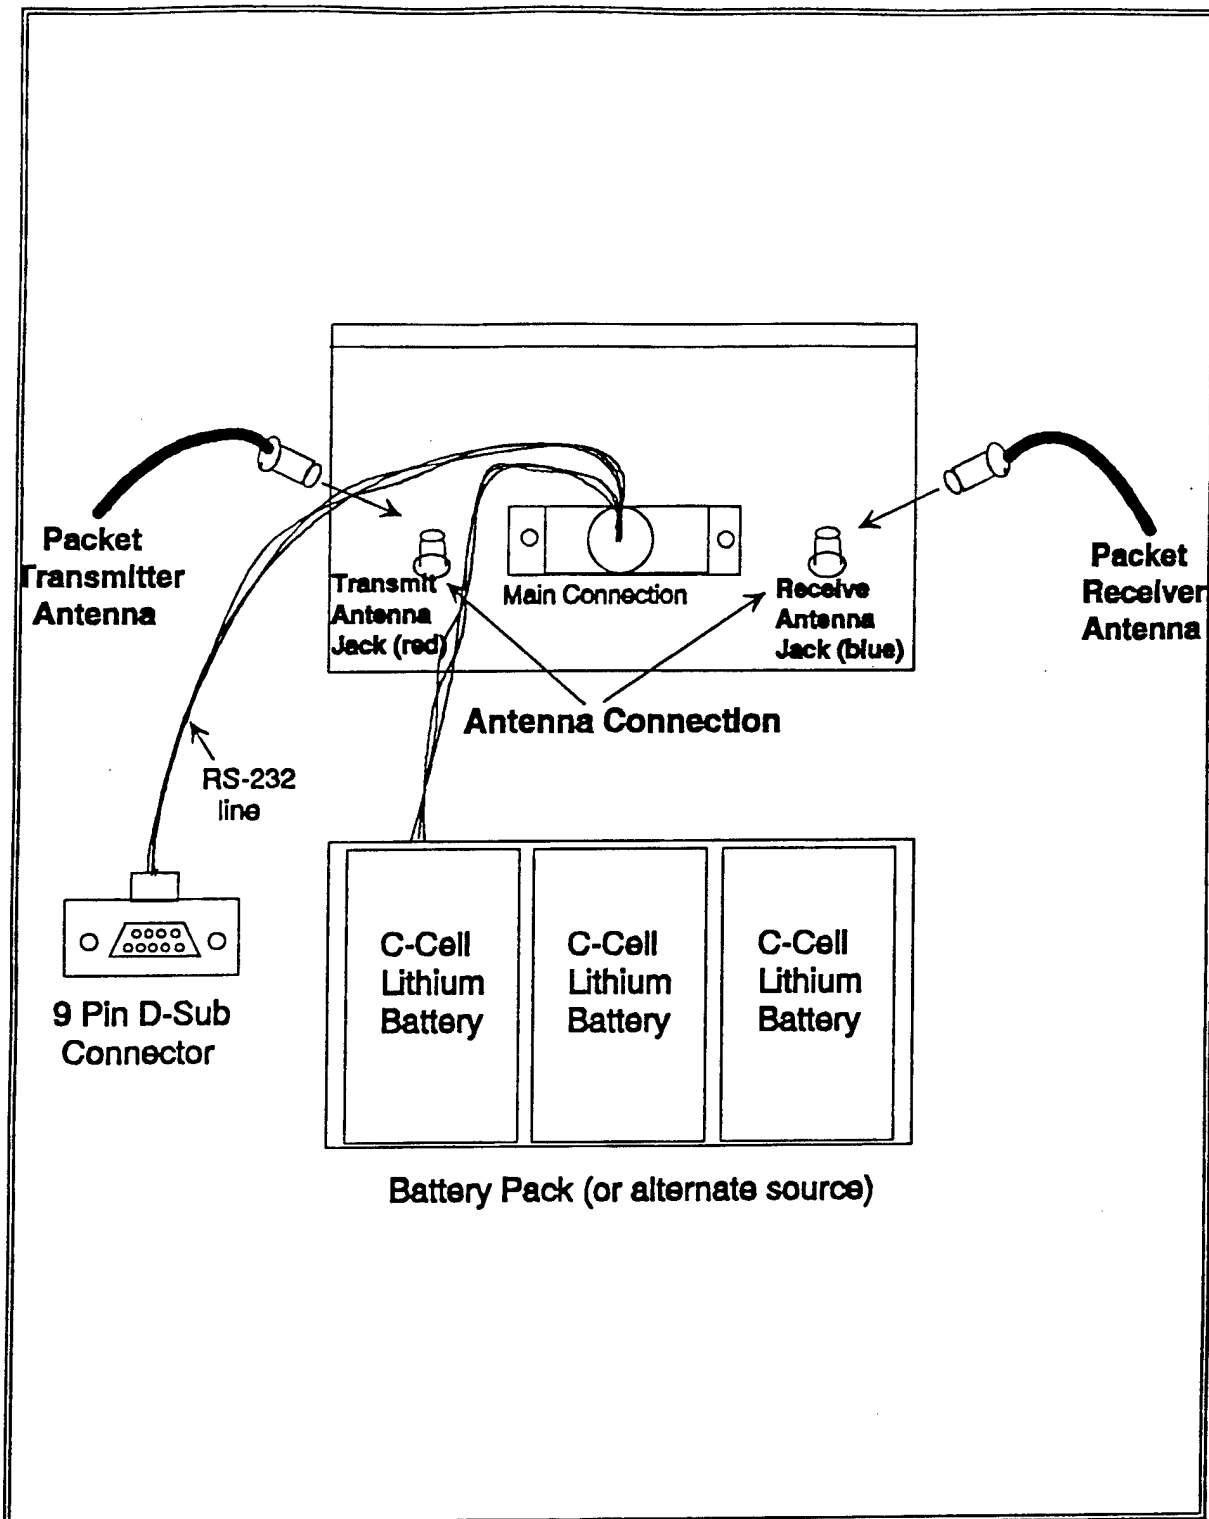 Packet
Transmitter
Antenna
Transmit
Antenna
Jack (red)
Main Connection
Receive
Antenna
Jack (blue)
Packet
Receiver
Antenna
Antenna Connection
RS-232
line
9 Pin D-Sub
Connector
C-Cell
Lithium
Battery
C-Cell
Lithium
Battery
C-Cell
Lithium
Battery
Battery Pack (or alternate source)